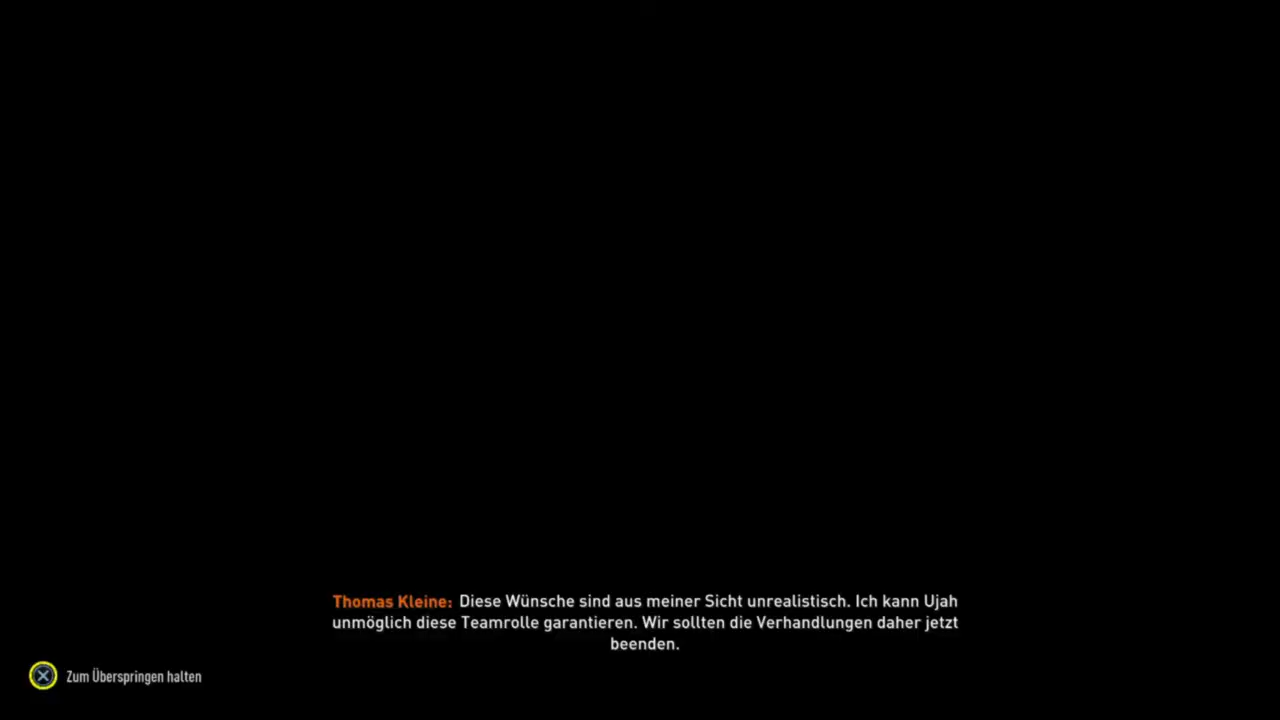 Thomas Kleine: Diese Wünsche sind aus meiner Sicht unrealistisch. Ich kann Ujah
unmöglich diese Teamrolle garantieren. Wir sollten die Verhandlungen daher jetzt
beenden.
Zum Überspringen halten